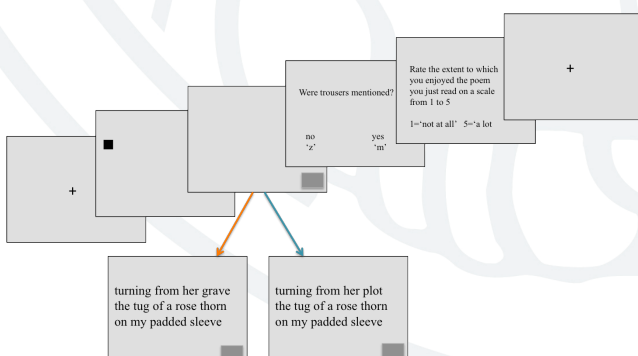 +
Were trousers mentioned?
no yes
'z' 'm'
Rate the extent to which
you enjoyed the poem
you just read on a scale
from 1 to 5
1='not at all' 5='a lot
+
turning from her grave
the tug of a rose thorn
on my padded sleeve
turning from her plot
the tug of a rose thorn
on my padded sleeve